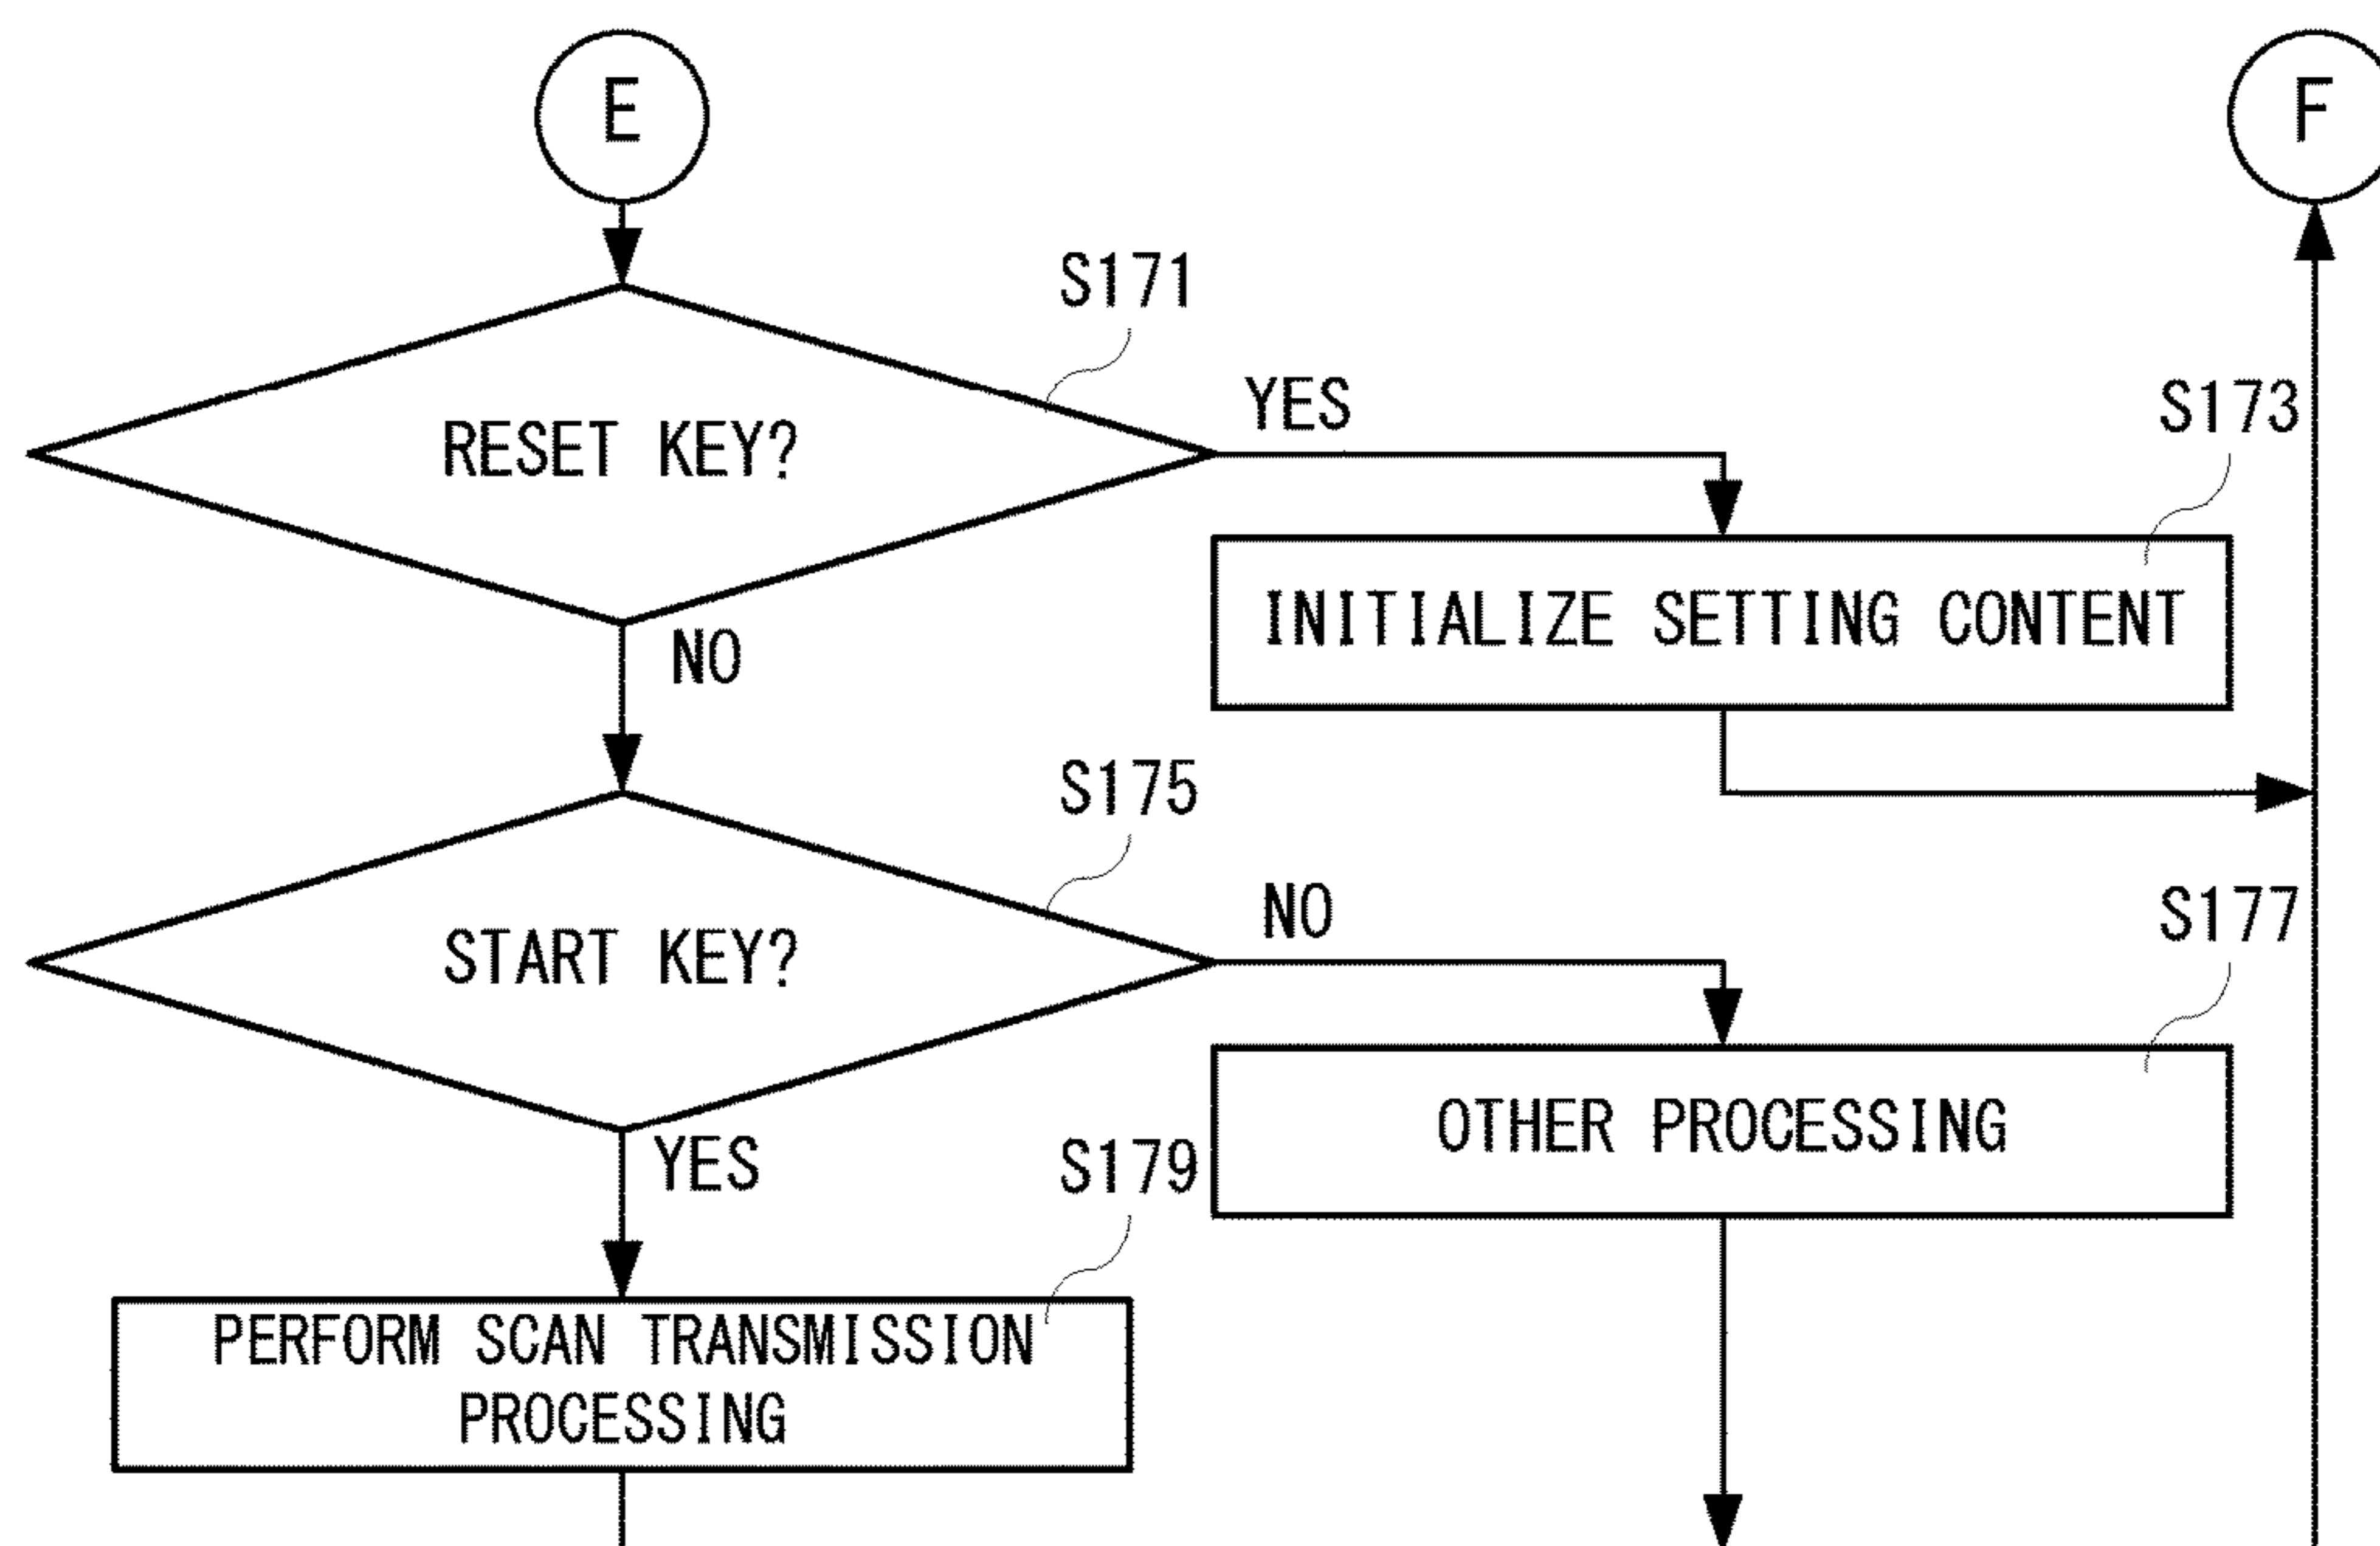 E
F
S171
RESET KEY?
YES
S173
INITIALIZE SETTING CONTENT
NO
S175
START KEY?
NO
S177
OTHER PROCESSING
YES
S179
PERFORM SCAN TRANSMISSION
PROCESSING